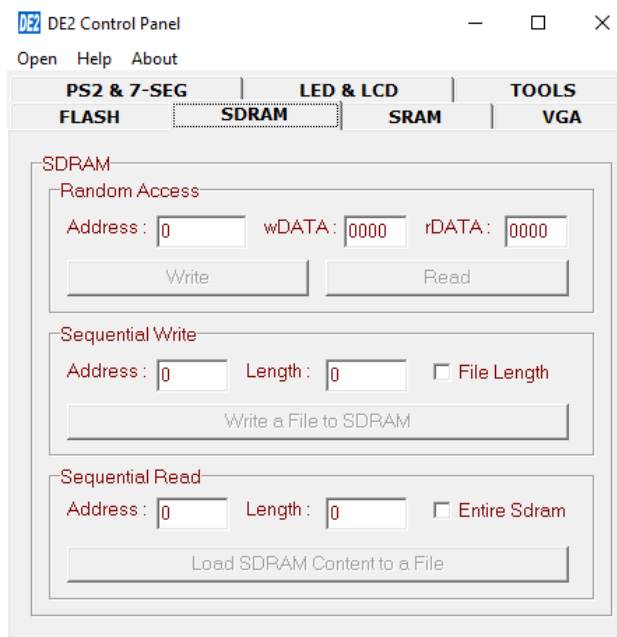 DE2 DE2 Control Panel
Open Help About
PS2 & 7-SEG LED & LCD TOOLS
FLASH SDRAM SRAM VGA
SDRAM
Random Access
Address : 0 wDATA : 0000 rDATA : 0000
Write Read
Sequential Write
Address : 0 Length : 0 File Length
Write a File to SDRAM
Sequential Read
Address : 0 Length : 0 Entire Sdram
Load SDRAM Content to a File